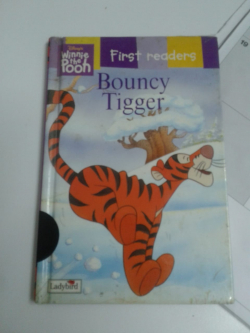 Disney's
Winnie
the
Pooh
First readers
Bouncy
Tigger
Ladybird